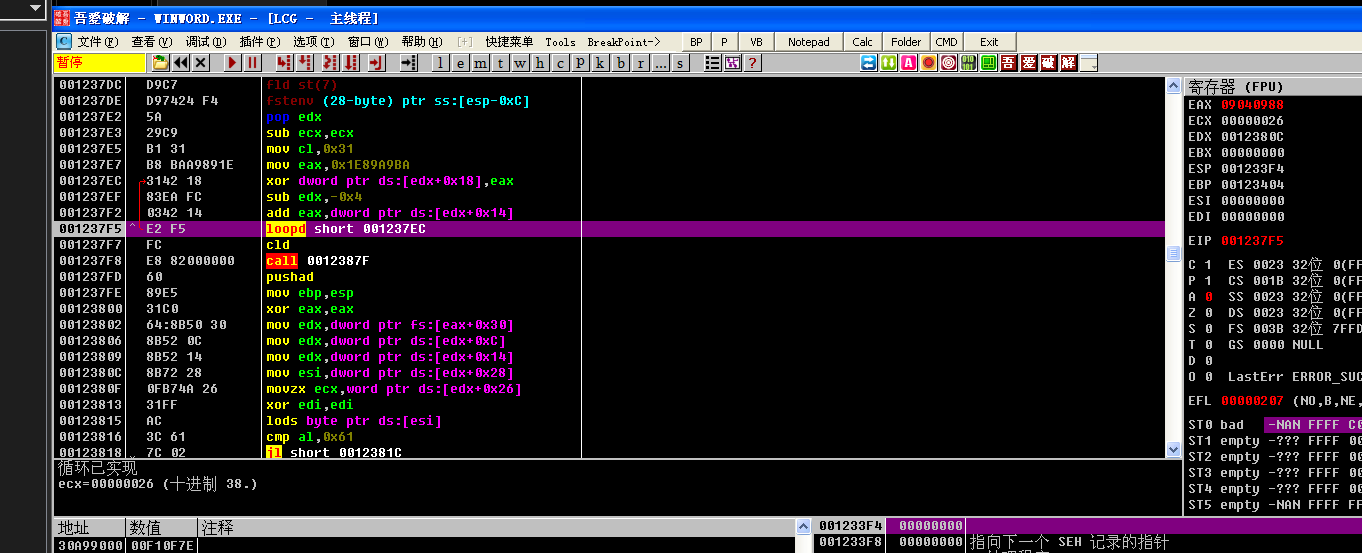 吾愛破解 - WINWORD.EXE - [LCG - 主线程]
C 文件(F) 查看(V) 调试(D) 插件(P) 选项(T) 窗口(W) 帮助(H) [+] 快捷菜单 Tools BreakPoint-> BP P VB Notepad Calc Folder CMD Exit
暂停 l e m t w h c p k b r ... s ? A 吾 爱 破 解
001237DC D9C7 fld st(7)
001237DE D97424 F4 fstenv (28-byte) ptr ss:[esp-0xC]
001237E2 5A pop edx
001237E3 29C9 sub ecx,ecx
001237E5 B1 31 mov cl,0x31
001237E7 B8 BAA9891E mov eax,0x1E89A9BA
001237EC 3142 18 xor dword ptr ds:[edx+0x18],eax
001237EF 83EA FC sub edx,-0x4
001237F2 0342 14 add eax,dword ptr ds:[edx+0x14]
001237F5 ^ E2 F5 loopd short 001237EC
001237F7 FC cld
001237F8 E8 82000000 call 0012387F
001237FD 60 pushad
001237FE 89E5 mov ebp,esp
00123800 31C0 xor eax,eax
00123802 64:8B50 30 mov edx,dword ptr fs:[eax+0x30]
00123806 8B52 0C mov edx,dword ptr ds:[edx+0xC]
00123809 8B52 14 mov edx,dword ptr ds:[edx+0x14]
0012380C 8B72 28 mov esi,dword ptr ds:[edx+0x28]
0012380F 0FB74A 26 movzx ecx,word ptr ds:[edx+0x26]
00123813 31FF xor edi,edi
00123815 AC lods byte ptr ds:[esi]
00123816 3C 61 cmp al,0x61
00123818 7C 02 jl short 0012381C
循环已实现
ecx=00000026 (十进制 38.)
寄存器 (FPU)
EAX 09040988
ECX 00000026
EDX 0012380C
EBX 00000000
ESP 001233F4
EBP 00123404
ESI 00000000
EDI 00000000
EIP 001237F5
C 1 ES 0023 32位 0(FF
P 1 CS 001B 32位 0(FF
A 0 SS 0023 32位 0(FF
Z 0 DS 0023 32位 0(FF
S 0 FS 003B 32位 7FFD
T 0 GS 0000 NULL
D 0
O 0 LastErr ERROR_SUC
EFL 00000207 (NO,B,NE,
ST0 bad -NAN FFFF C0
ST1 empty -??? FFFF 00
ST2 empty -??? FFFF 00
ST3 empty -??? FFFF 00
ST4 empty -??? FFFF 00
ST5 empty -NAN FFFF FF
地址 数值 注释
30A99000 00F10F7E
001233F4 00000000
001233F8 00000000 指向下一个 SEH 记录的指针